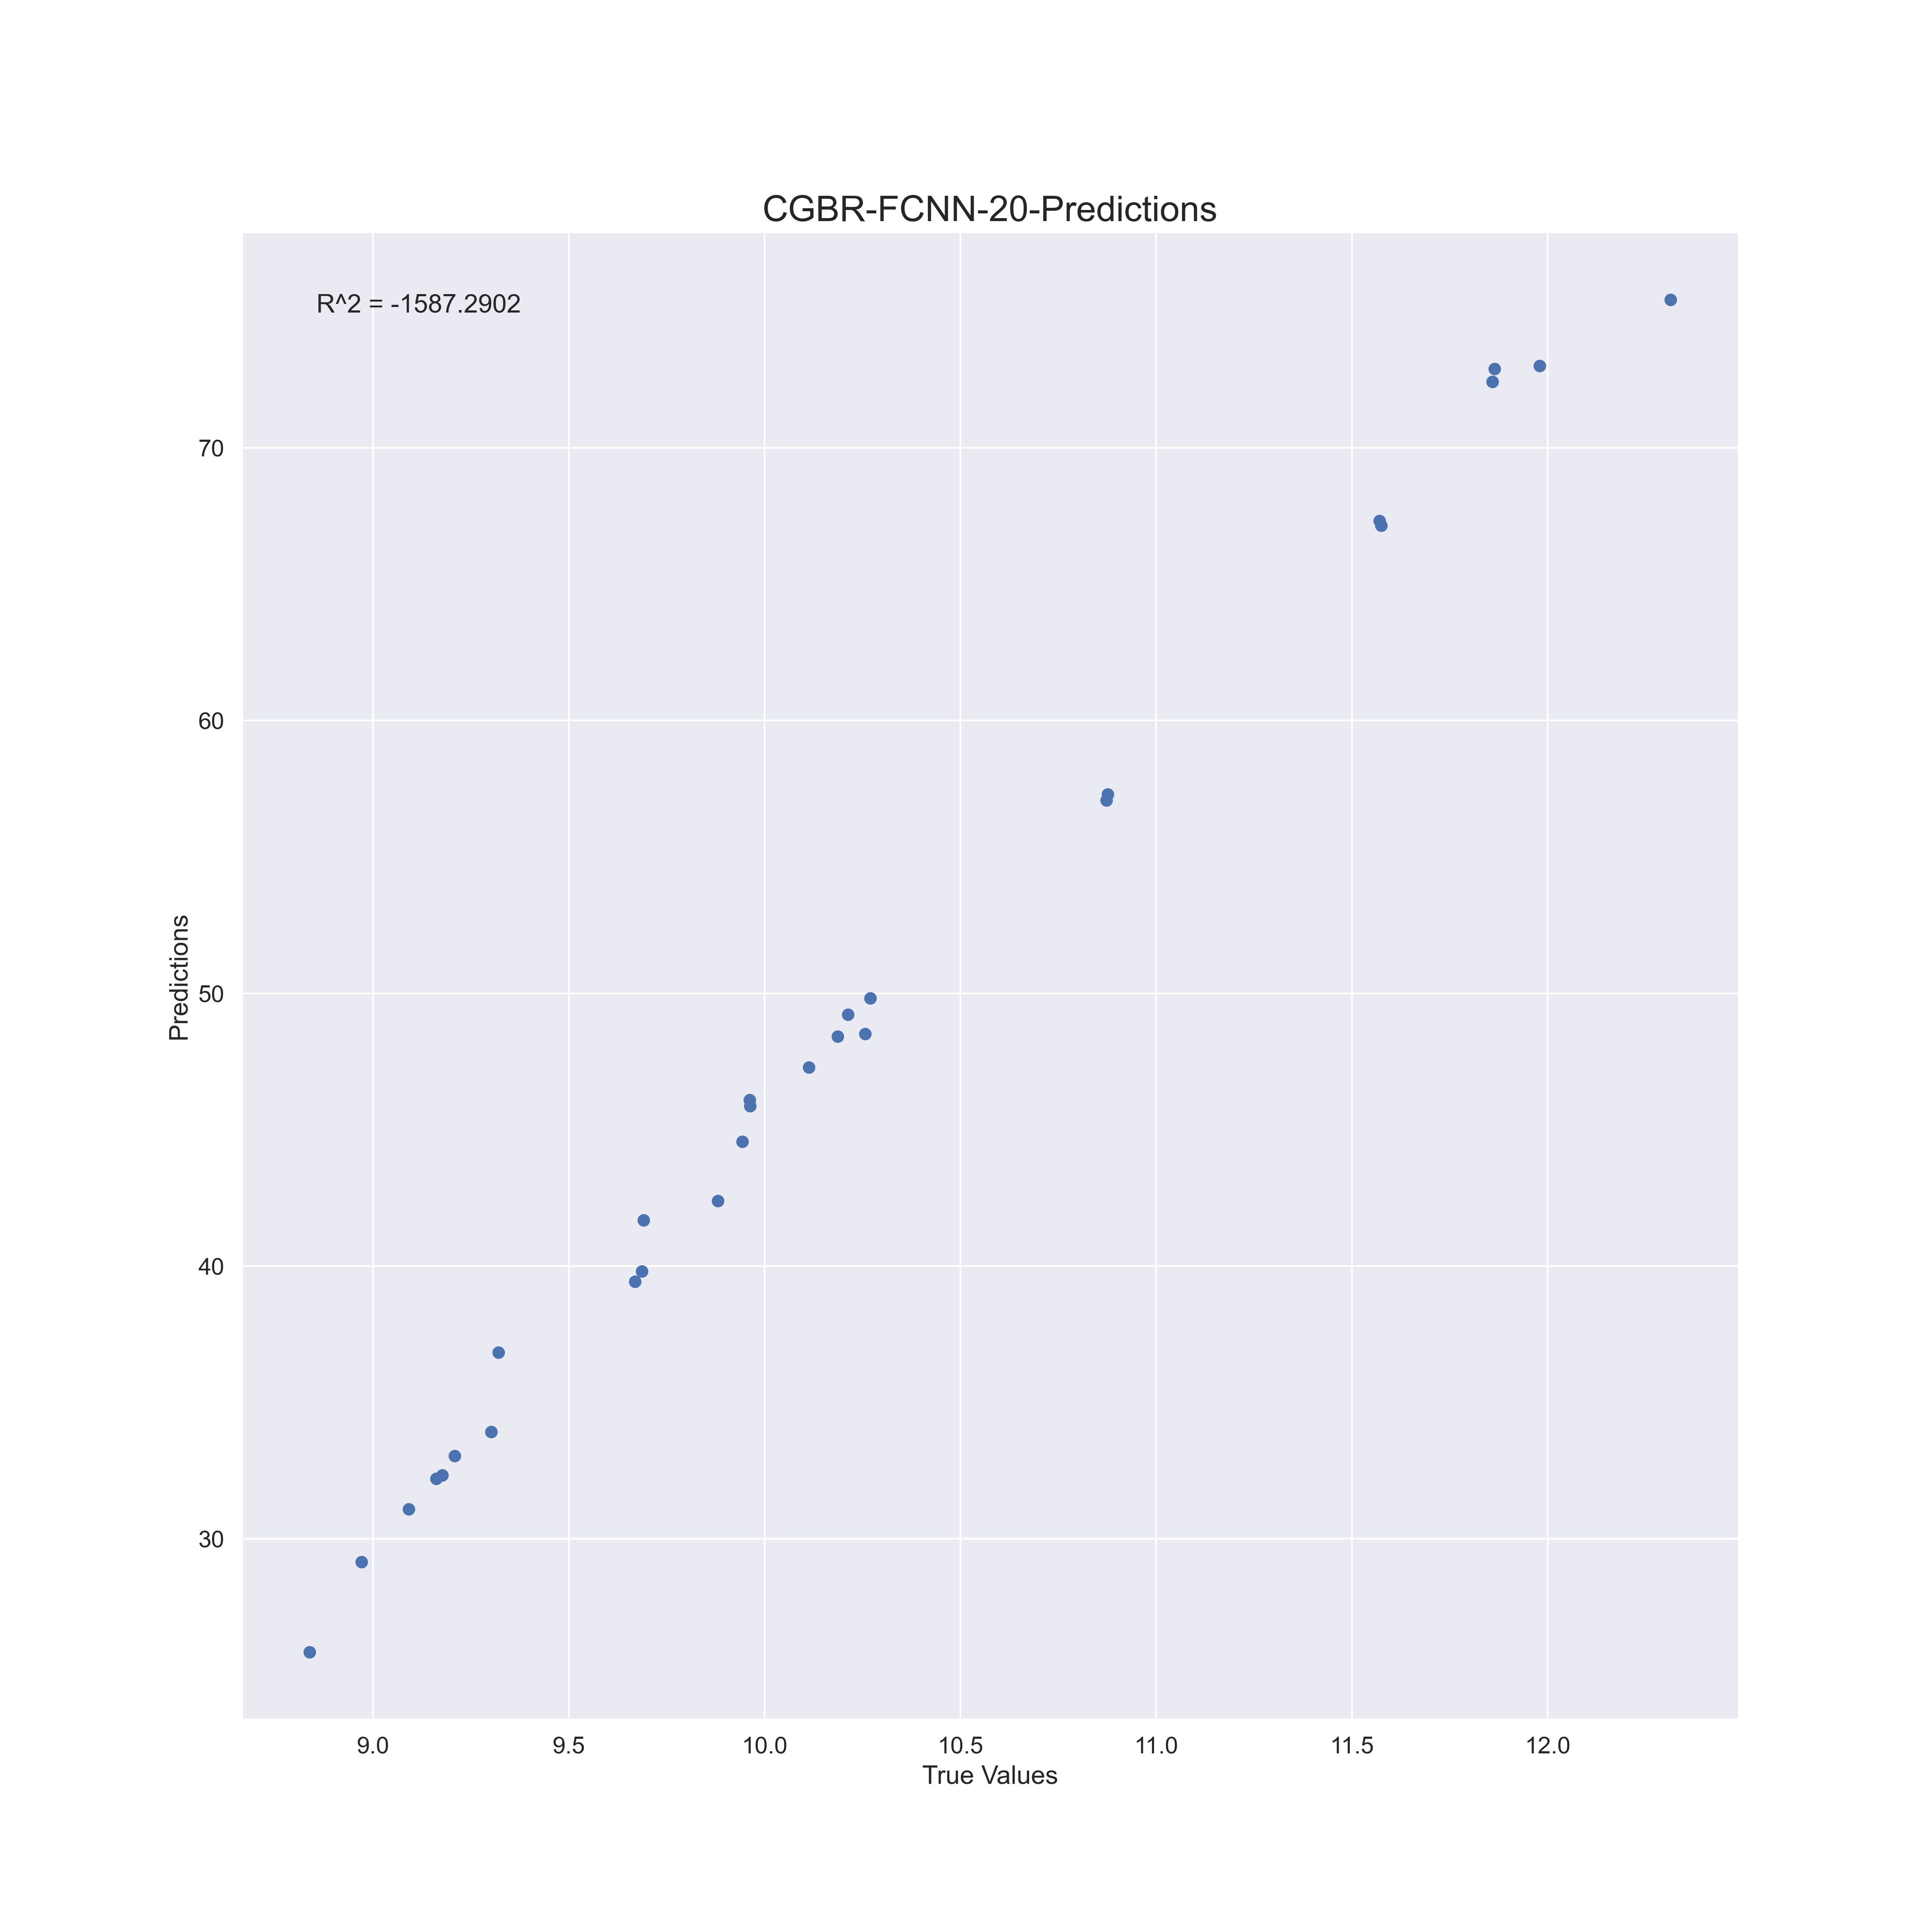 CGBR-FCNN-20-Predictions
R^2 = -1587.2902
70
60
50
40
30
Predictions
9.0 9.5 10.0 10.5 11.0 11.5 12.0
True Values